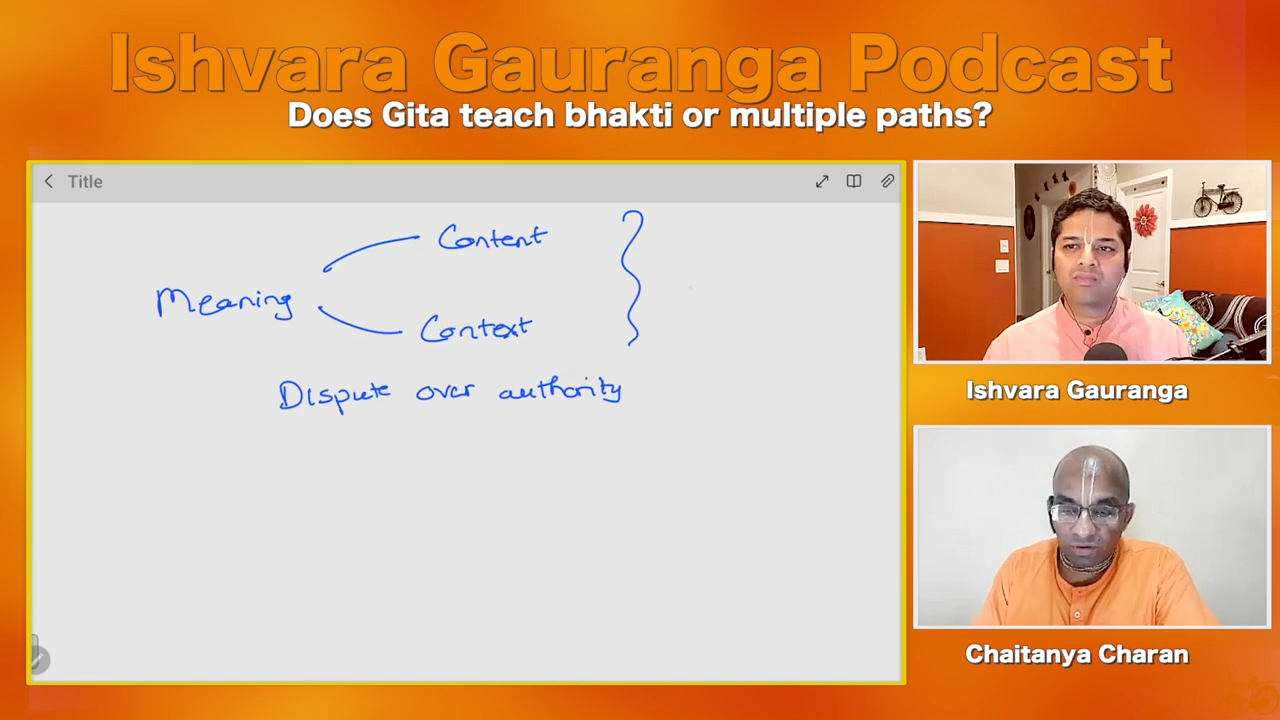 Ishvara Gauranga Podcast
Does Gita teach bhakti or multiple paths?
Title
Content
Meaning
Context
Dispute over authority
Ishvara Gauranga
Chaitanya Charan